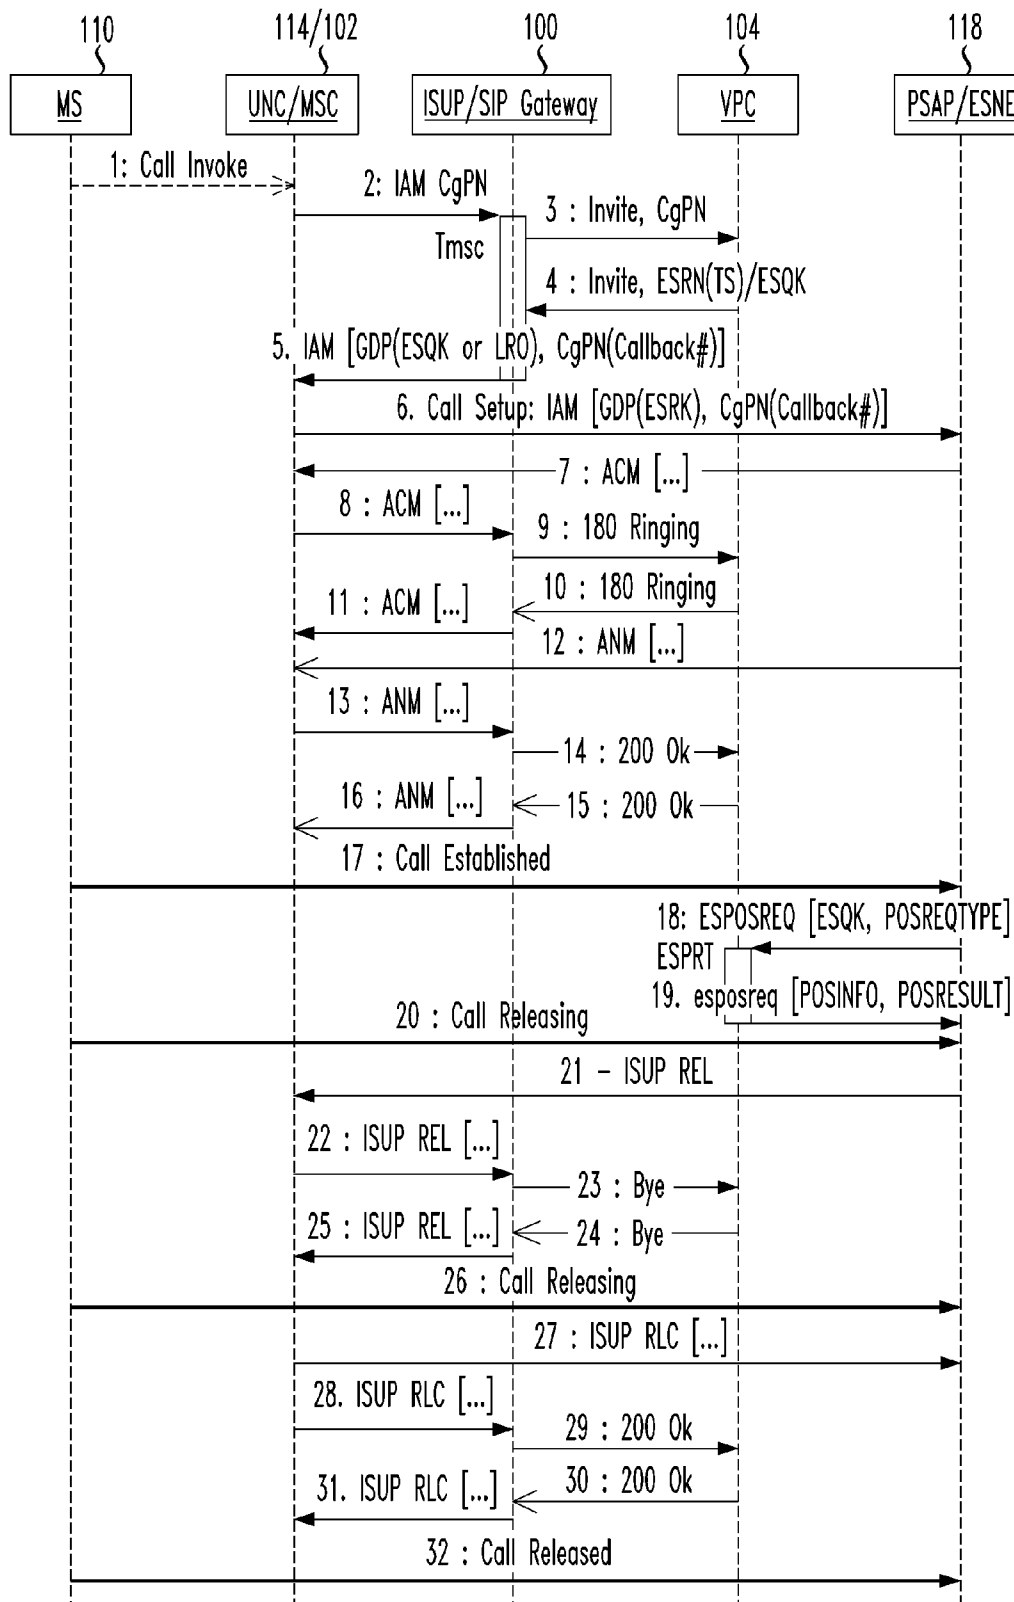 110
114/102
100
104
118
MS
UNC/MSC
ISUP/SIP Gateway
VPC
PSAP/ESNE
1: Call Invoke
2: IAM CgPN
3 : Invite, CgPN
Tmsc
4 : Invite, ESRN(TS)/ESQK
5. IAM [GDP(ESQK or LRO), CgPN(Callback#)]
6. Call Setup: IAM [GDP(ESRK), CgPN(Callback#)]
7 : ACM [...]
8 : ACM [...]
9 : 180 Ringing
10 : 180 Ringing
11 : ACM [...]
12 : ANM [...]
13 : ANM [...]
14 : 200 Ok
15 : 200 Ok
16 : ANM [...]
17 : Call Established
18: ESPOSREQ [ESQK, POSREQTYPE]
ESPRT
19. esposreq [POSINFO, POSRESULT]
20 : Call Releasing
21 - ISUP REL
22 : ISUP REL [...]
23 : Bye
24 : Bye
25 : ISUP REL [...]
26 : Call Releasing
27 : ISUP RLC [...]
28. ISUP RLC [...]
29 : 200 Ok
30 : 200 Ok
31. ISUP RLC [...]
32 : Call Released